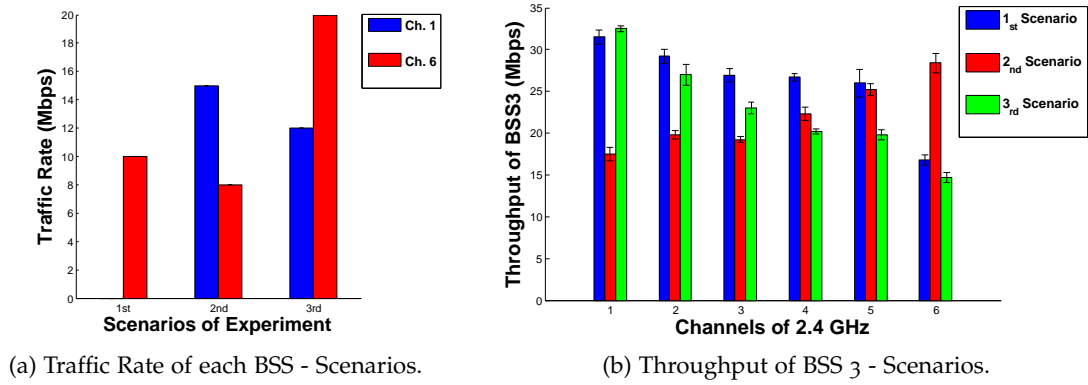 20
18
16
14
12
10
8
6
4
2
0
Traffic Rate (Mbps)
1st
2nd
3rd
Scenarios of Experiment
Ch. 1
Ch. 6
(a) Traffic Rate of each BSS - Scenarios.
35
30
25
20
15
10
5
0
Throughput of BSS3 (Mbps)
1
2
3
4
5
6
Channels of 2.4 GHz
1st Scenario
2nd Scenario
3rd Scenario
(b) Throughput of BSS 3 - Scenarios.